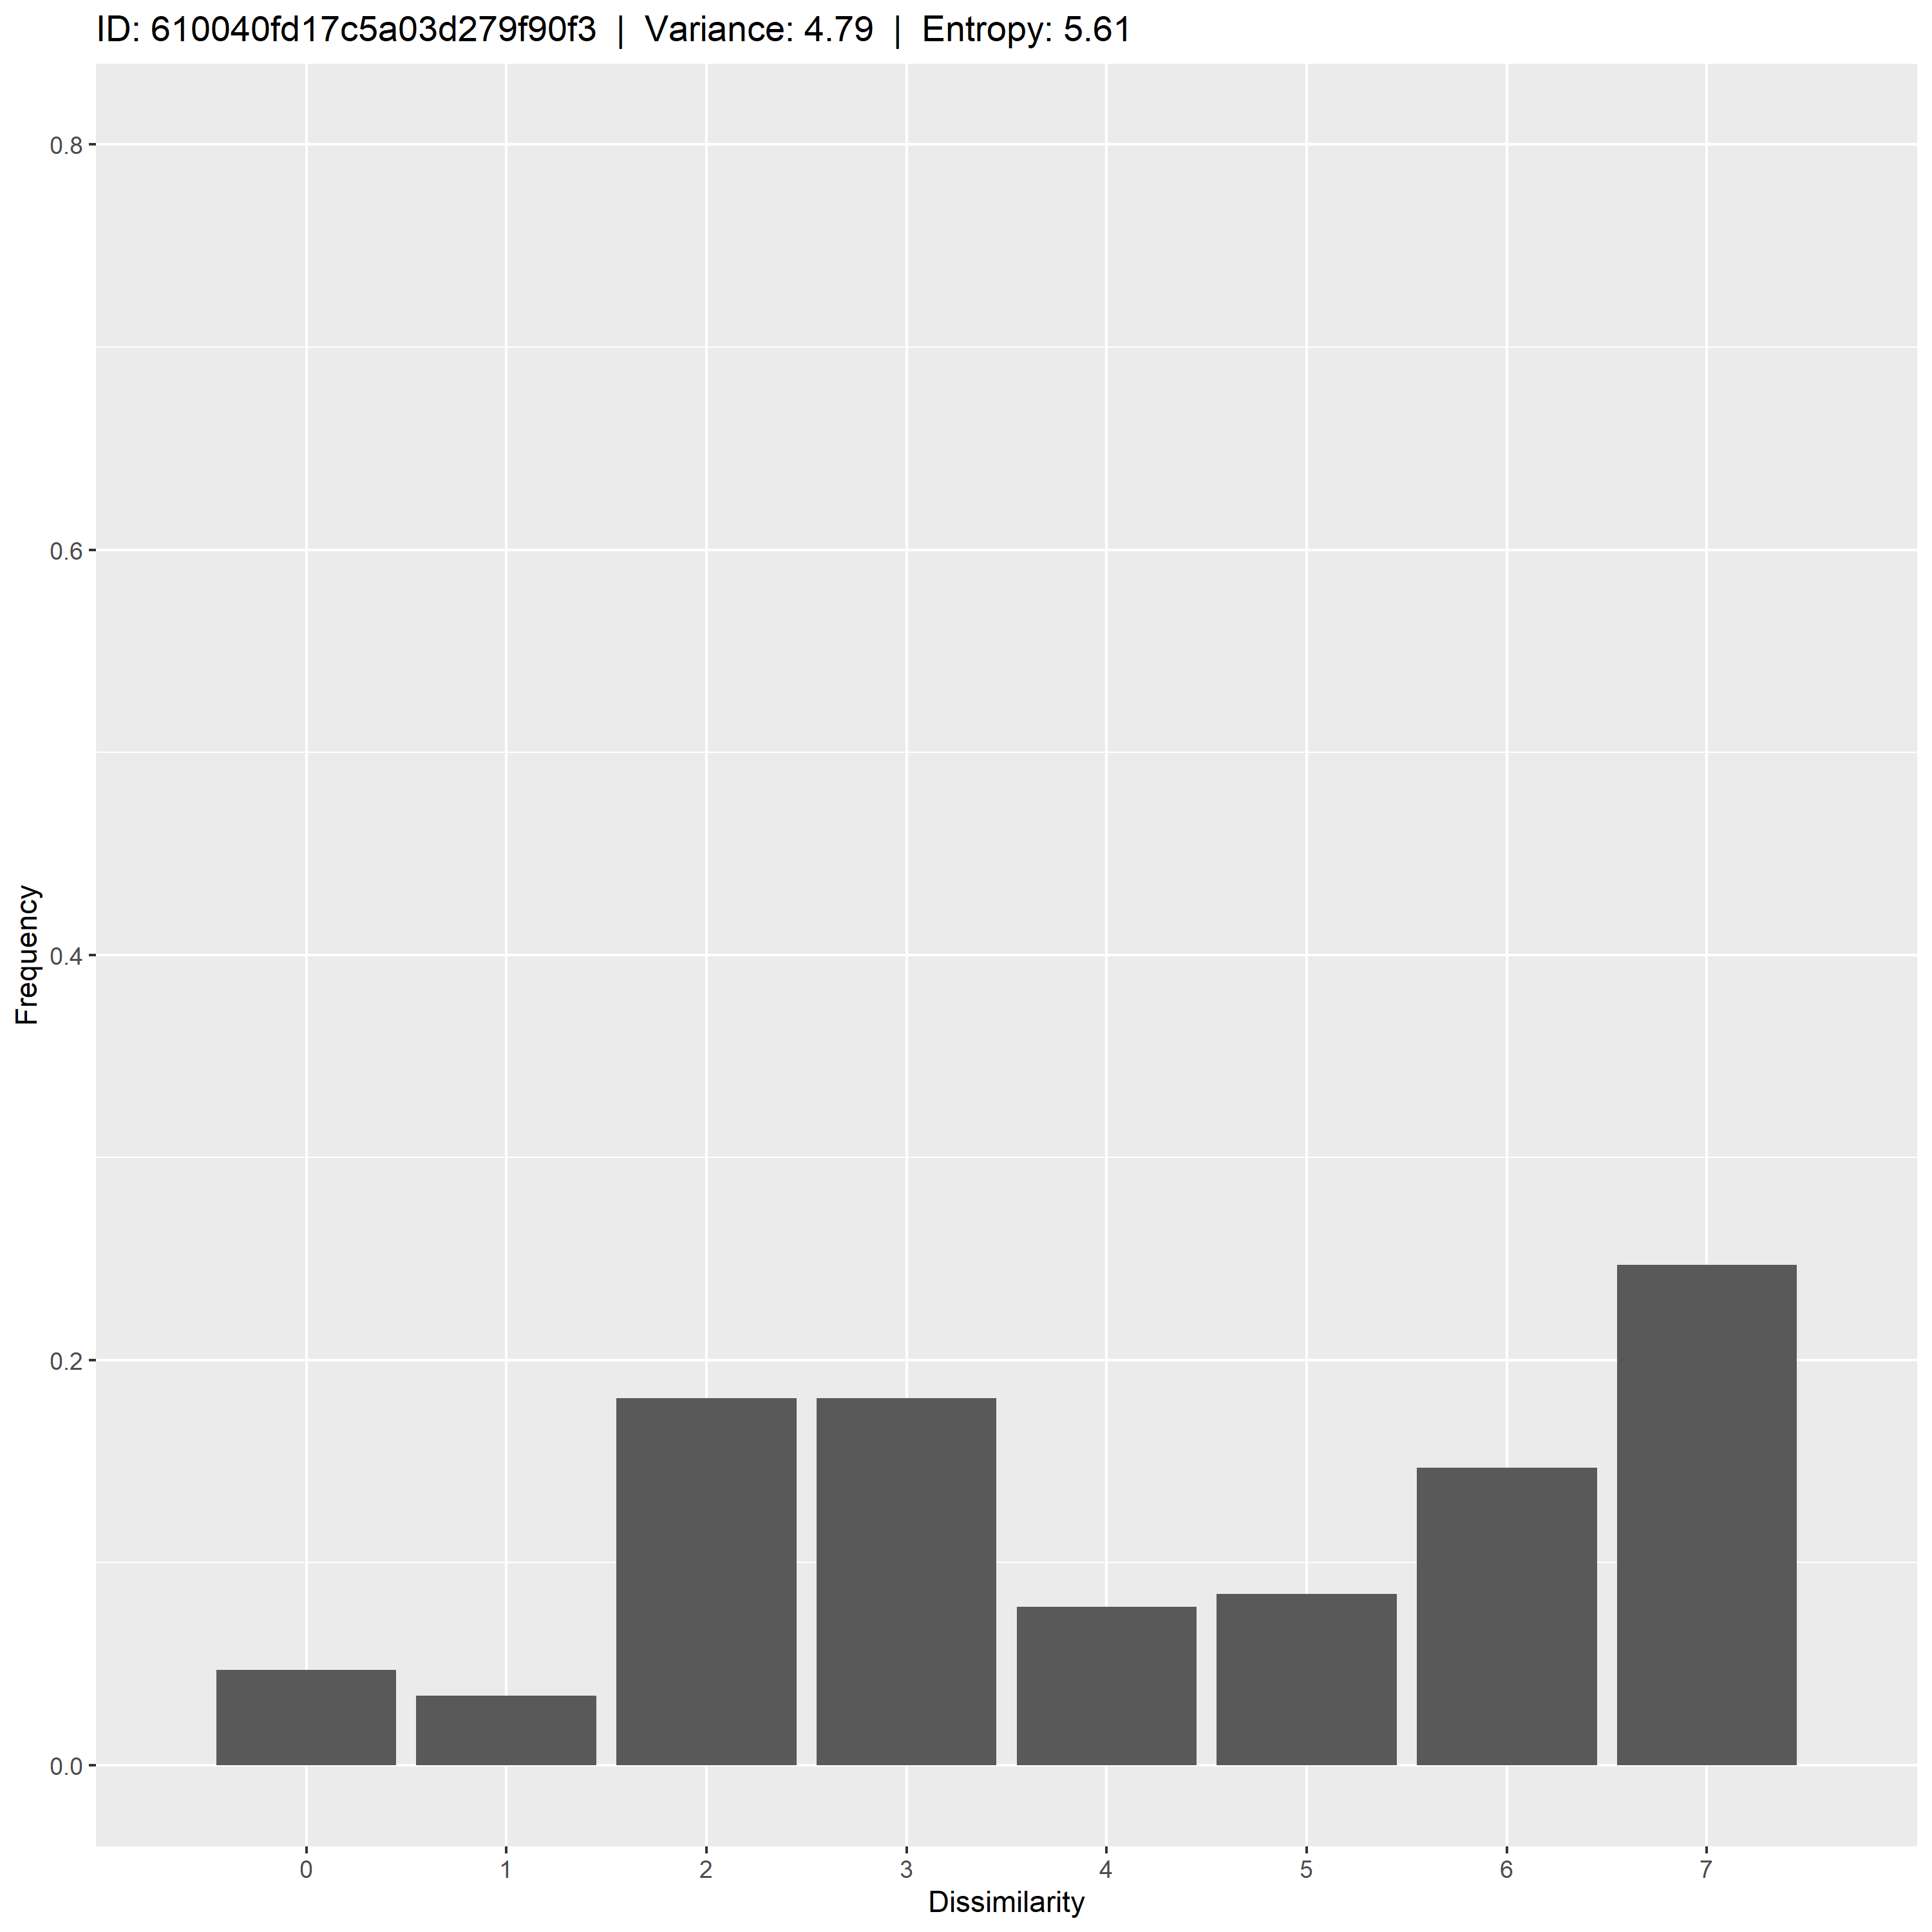 ID: 610040fd17c5a03d279f90f3 | Variance: 4.79 | Entropy: 5.61
0.8
0.6
0.4
0.2
0.0
Frequency
0 1 2 3 4 5 6 7
Dissimilarity